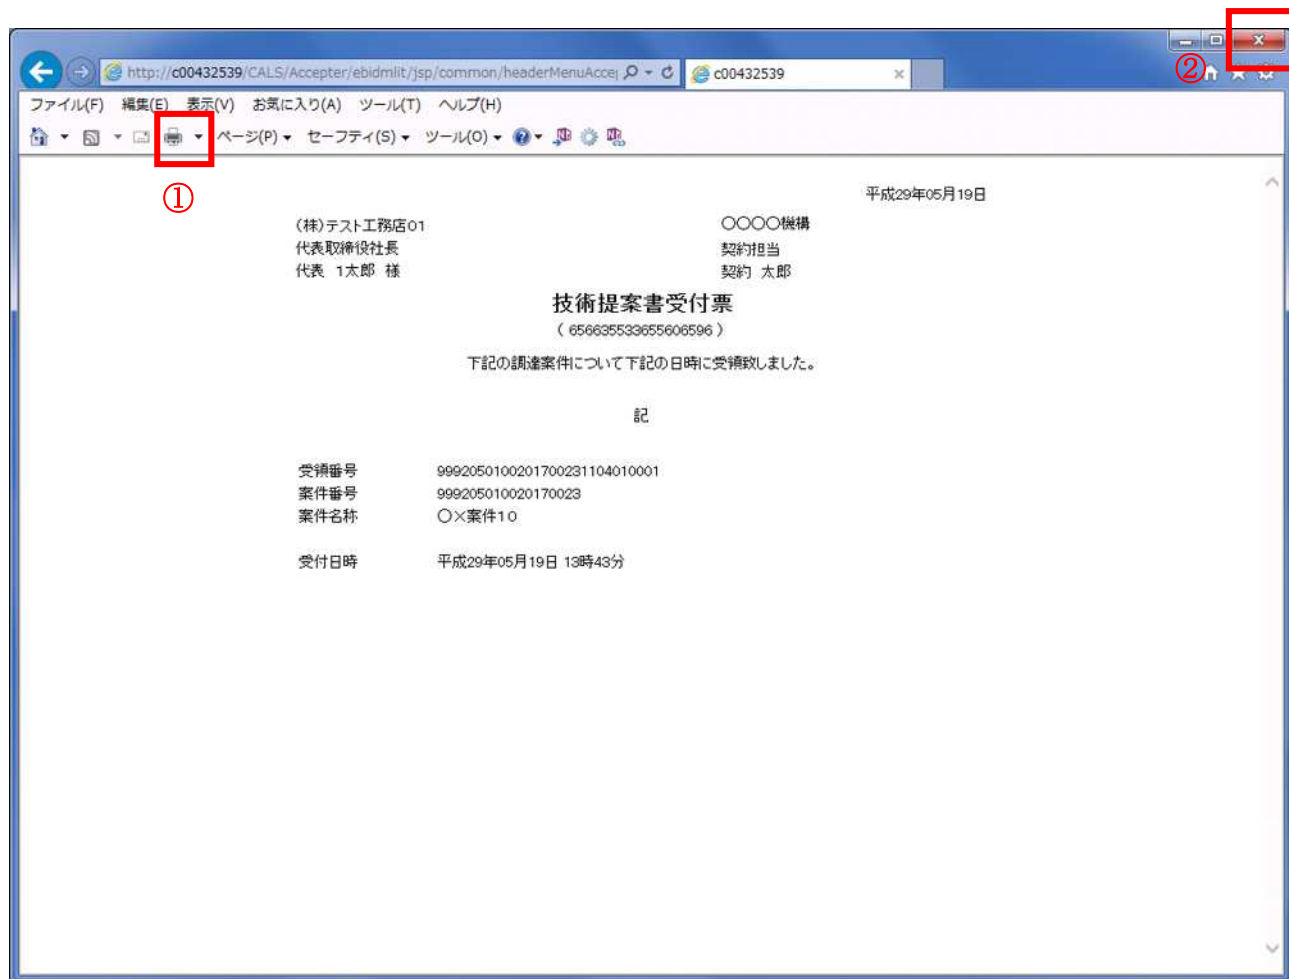 ②
http://c00432539/CALS/Accepter/ebidmlit/jsp/common/headerMenuAccep
c00432539
ファイル(F) 編集(E) 表示(V) お気に入り(A) ツール(T) ヘルプ(H)
ページ(P) セーフティ(S) ツール(O)
①
平成29年05月19日
(株)テスト工務店01
〇〇〇〇機構
代表取締役社長
契約担当
代表 1太郎 様
契約 太郎
技術提案書受付票
( 656635533655606596 )
下記の調達案件について下記の日時に受領致しました。
記
受領番号 9992050100201700231104010001
案件番号 999205010020170023
案件名称 〇×案件10
受付日時 平成29年05月19日 13時43分